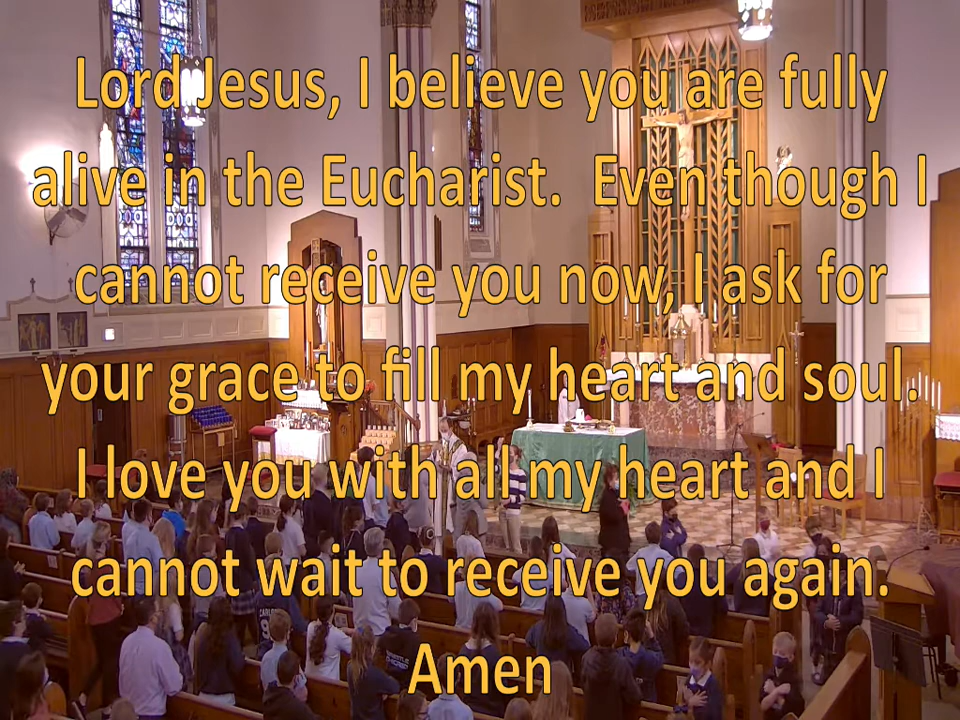 Lord Jesus, I believe you are fully
alive in the Eucharist.  Even though I
cannot receive you now, I ask for
your grace to fill my heart and soul.
I love you with all my heart and I
cannot wait to receive you again.
Amen